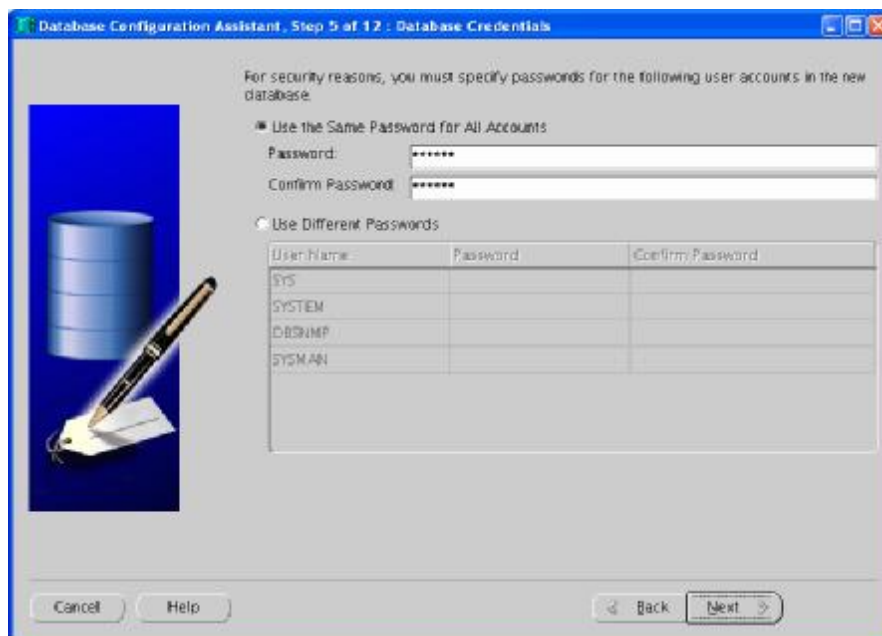 Database Configuration Assistant, Step 5 of 12 : Database Credentials
For security reasons, you must specify passwords for the following user accounts in the new
database.
Use the Same Password for All Accounts
Password: ******
Confirm Password: ******
Use Different Passwords
User Name Password Confirm Password
SYS
SYSTEM
DBSNMP
SYSMAN
Cancel Help Back Next